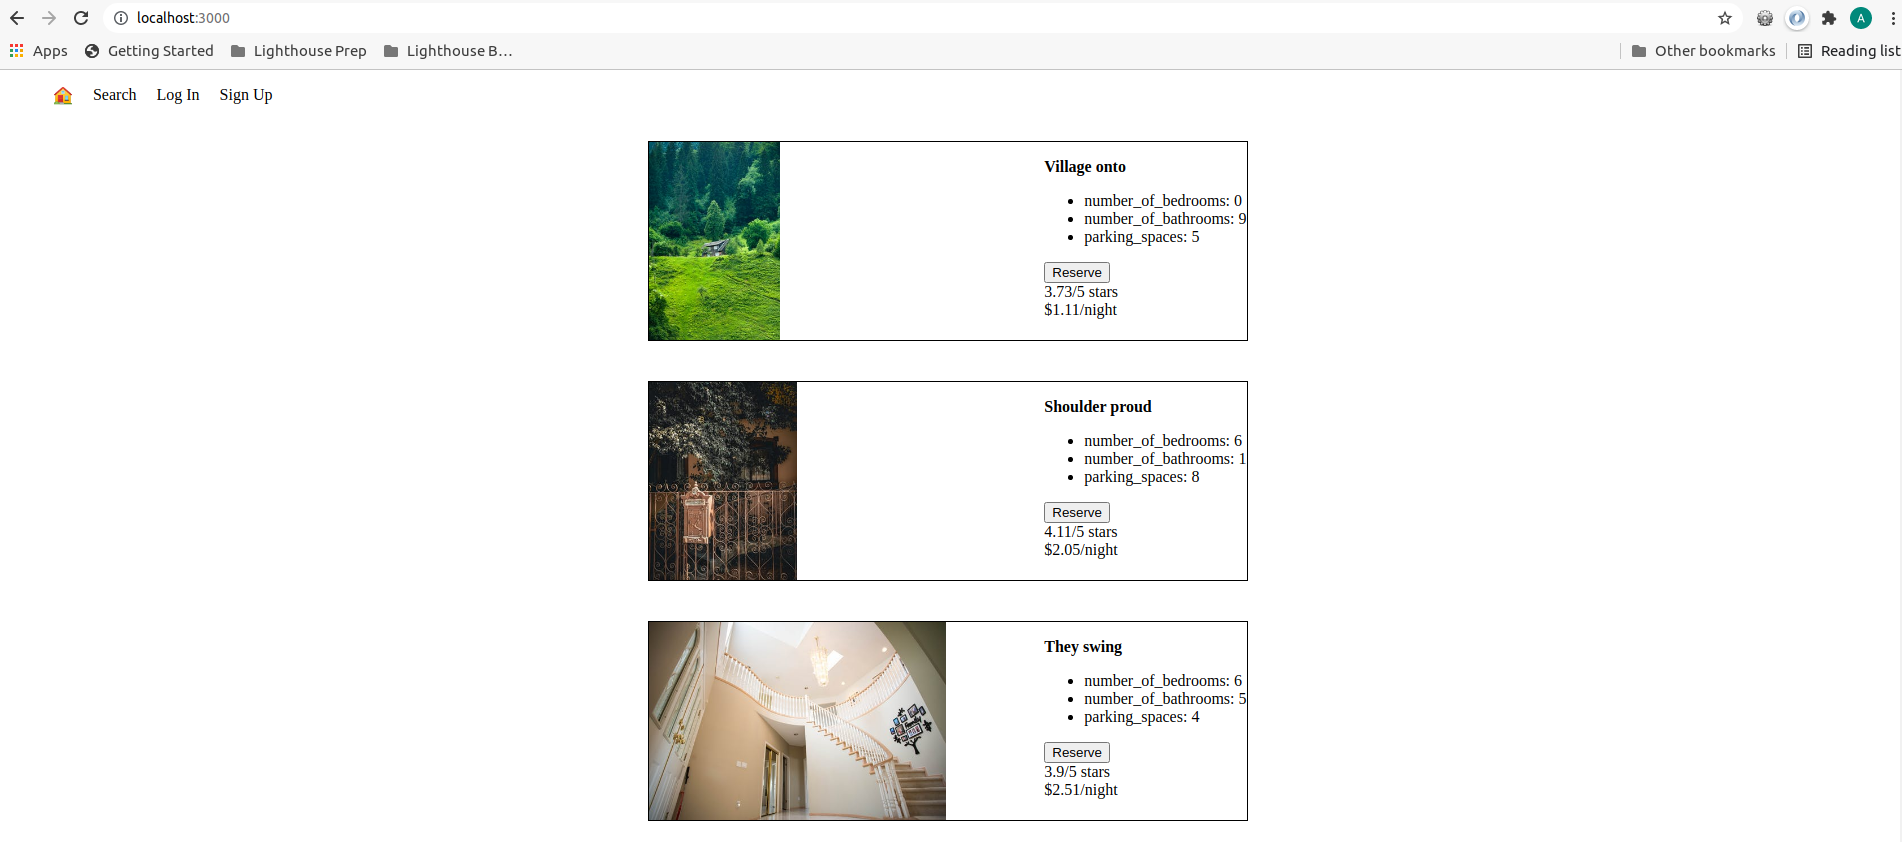 localhost:3000
A
Apps Getting Started Lighthouse Prep Lighthouse B... Other bookmarks Reading list
Search Log In Sign Up
Village onto
number_of_bedrooms: 0
number_of_bathrooms: 9
parking_spaces: 5
Reserve
3.73/5 stars
$1.11/night
Shoulder proud
number_of_bedrooms: 6
number_of_bathrooms: 1
parking_spaces: 8
Reserve
4.11/5 stars
$2.05/night
They swing
number_of_bedrooms: 6
number_of_bathrooms: 5
parking_spaces: 4
Reserve
3.9/5 stars
$2.51/night